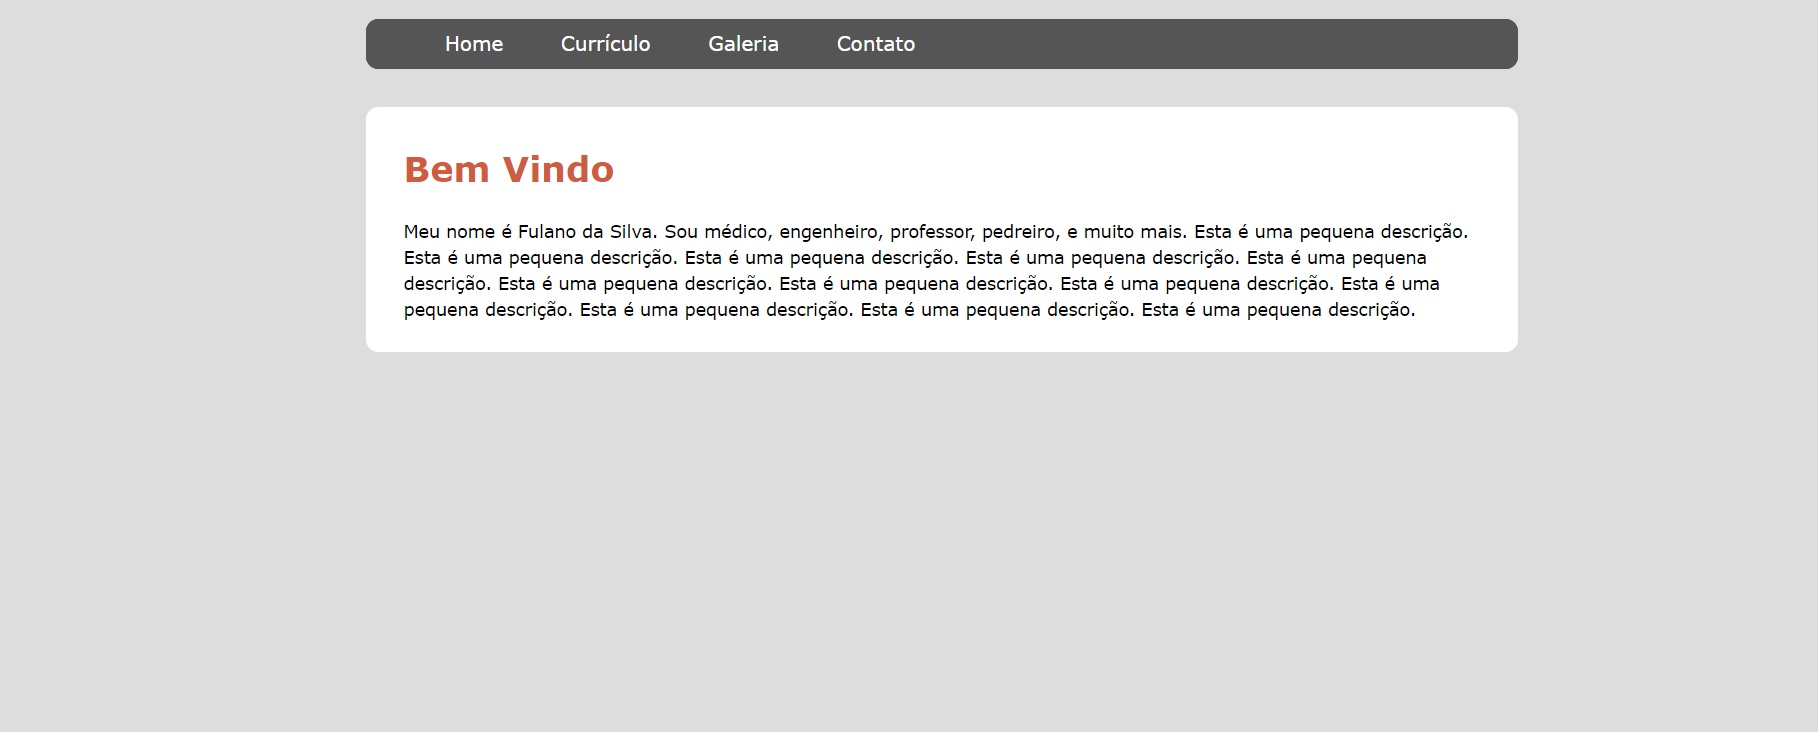 Home Currículo Galeria Contato
Bem Vindo
Meu nome é Fulano da Silva. Sou médico, engenheiro, professor, pedreiro, e muito mais. Esta é uma pequena descrição.
Esta é uma pequena descrição. Esta é uma pequena descrição. Esta é uma pequena descrição. Esta é uma pequena
descrição. Esta é uma pequena descrição. Esta é uma pequena descrição. Esta é uma pequena descrição. Esta é uma
pequena descrição. Esta é uma pequena descrição. Esta é uma pequena descrição. Esta é uma pequena descrição.